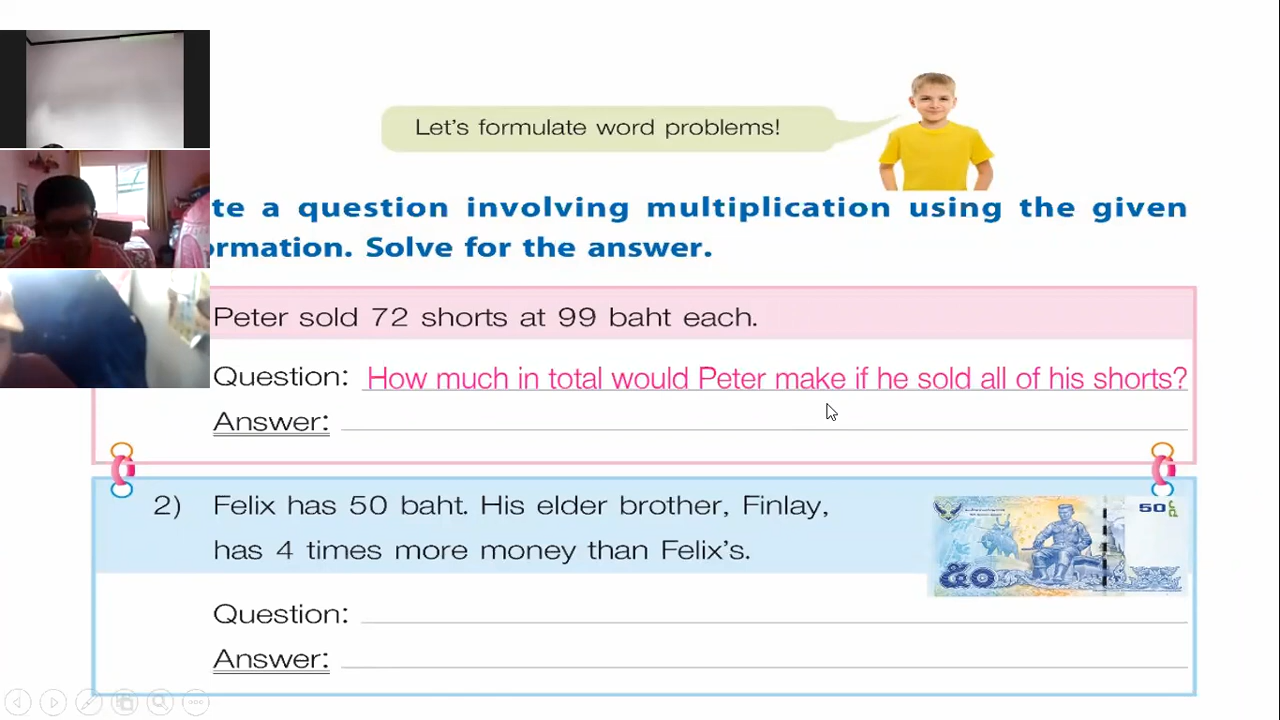 Let's formulate word problems!
te a question involving multiplication using the given
ormation. Solve for the answer.
Peter sold 72 shorts at 99 baht each.
Question: How much in total would Peter make if he sold all of his shorts?
Answer:
2) Felix has 50 baht. His elder brother, Finlay,
has 4 times more money than Felix's.
50
๕๐
Question:
Answer: